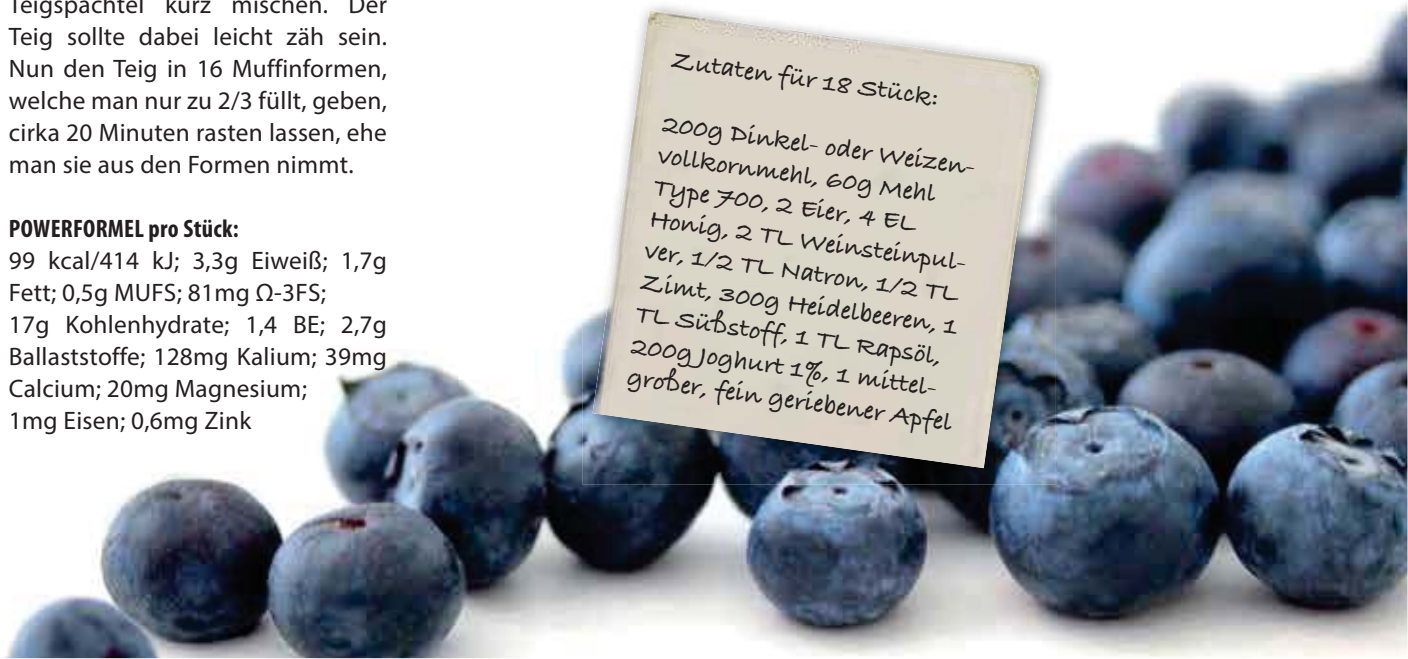 Teigspachtel kurz mischen. Der
Teig sollte dabei leicht zäh sein.
Nun den Teig in 16 Muffinformen,
welche man nur zu 2/3 füllt, geben,
cirka 20 Minuten rasten lassen, ehe
man sie aus den Formen nimmt.
POWERFORMEL pro Stück:
99 kcal/414 kJ; 3,3g Eiweiß; 1,7g
Fett; 0,5g MUFS; 81mg Ω-3FS;
17g Kohlenhydrate; 1,4 BE; 2,7g
Ballaststoffe; 128mg Kalium; 39mg
Calcium; 20mg Magnesium;
1mg Eisen; 0,6mg Zink
Zutaten für 18 Stück:
200g Dinkel- oder Weizen-
vollkornmehl, 60g Mehl
Type 700, 2 Eier, 4 EL
Honig, 2 TL Weinsteinpul-
ver, 1/2 TL Natron, 1/2 TL
Zimt, 300g Heidelbeeren, 1
TL Süßstoff, 1 TL Rapsöl,
200g Joghurt 1%, 1 mittel-
großer, fein geriebener Apfel